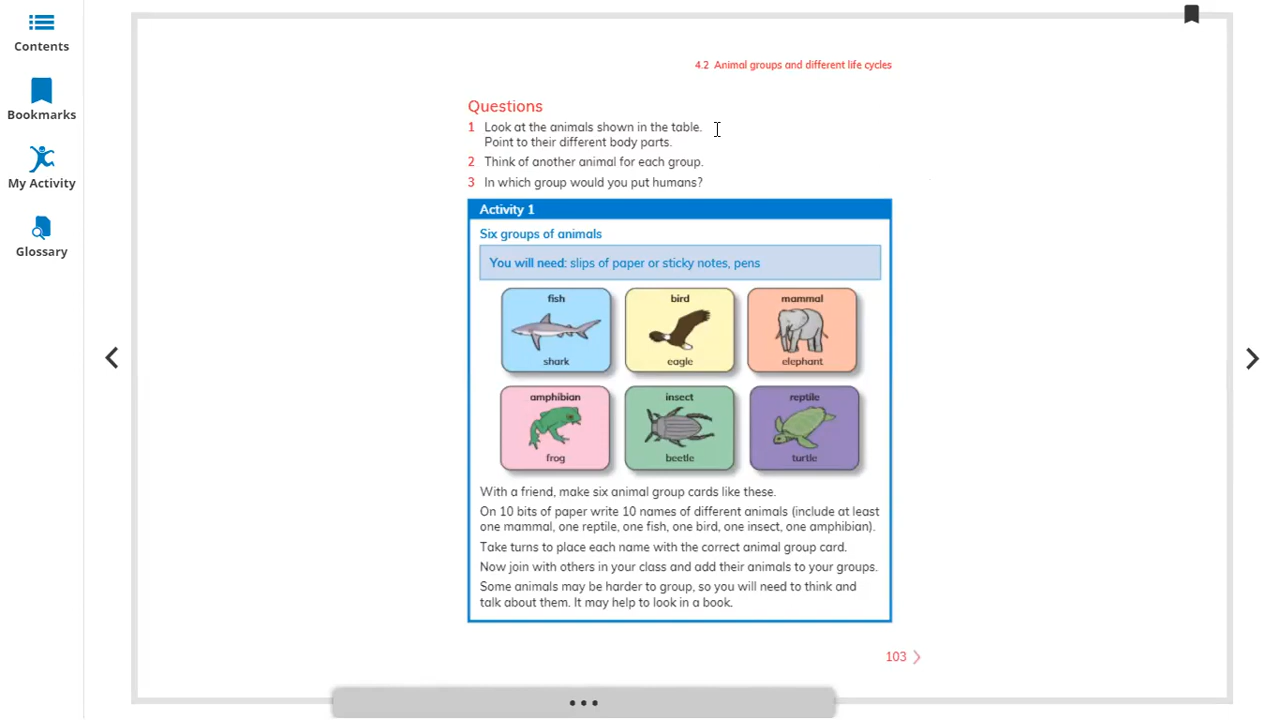 Contents
Bookmarks
My Activity
Glossary
4.2 Animal groups and different life cycles
Questions
1 Look at the animals shown in the table.
Point to their different body parts.
2 Think of another animal for each group.
3 In which group would you put humans?
Activity 1
Six groups of animals
You will need: slips of paper or sticky notes, pens
fish
shark
bird
eagle
mammal
elephant
amphibian
frog
insect
beetle
reptile
turtle
With a friend, make six animal group cards like these.
On 10 bits of paper write 10 names of different animals (include at least
one mammal, one reptile, one fish, one bird, one insect, one amphibian).
Take turns to place each name with the correct animal group card.
Now join with others in your class and add their animals to your groups.
Some animals may be harder to group, so you will need to think and
talk about them. It may help to look in a book.
103